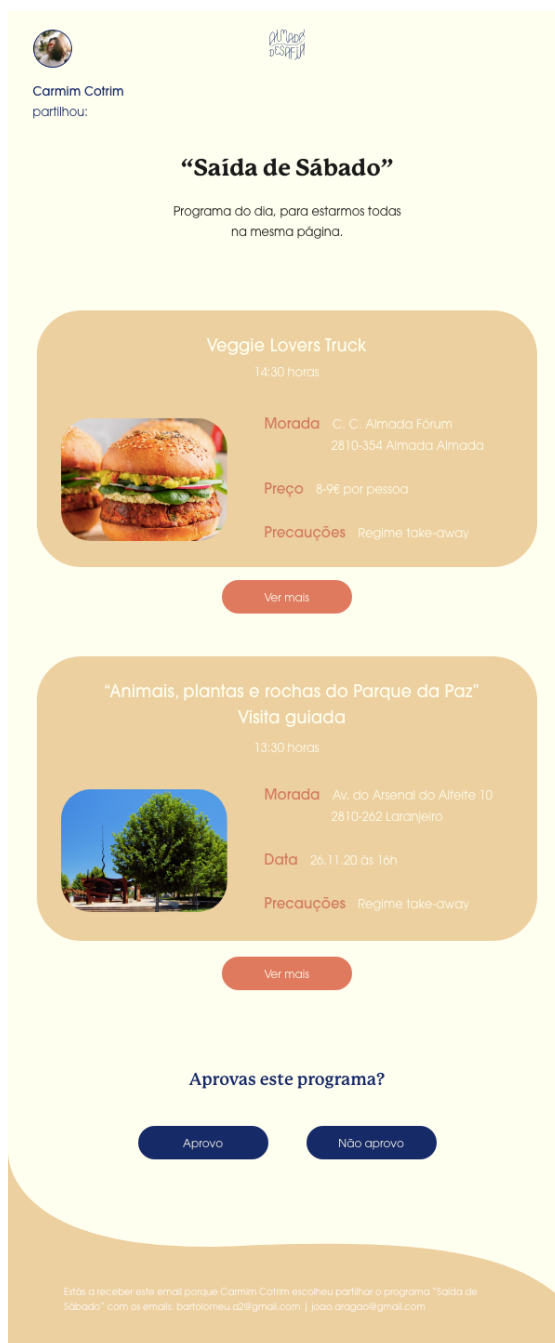 ALMADA
DESAFIA
Carmim Cotrim
partilhou:
“Saída de Sábado”
Programa do dia, para estarmos todas
na mesma página.
Veggie Lovers Truck
14:30 horas
Morada C. C. Almada Fórum
2810-354 Almada Almada
Preço 8-9€ por pessoa
Precauções Regime take-away
Ver mais
“Animais, plantas e rochas do Parque da Paz”
Visita guiada
13:30 horas
Morada Av. do Arsenal do Alfeite 10
2810-262 Laranjeiro
Data 26.11.20 às 16h
Precauções Regime take-away
Ver mais
Aprovas este programa?
Aprovo
Não aprovo
Estás a receber este email porque Carmim Cotrim escolheu partilhar o programa “Saída de
Sábado” com os emails: bartolomeu.a2@gmail.com | joao.aragao@gmail.com